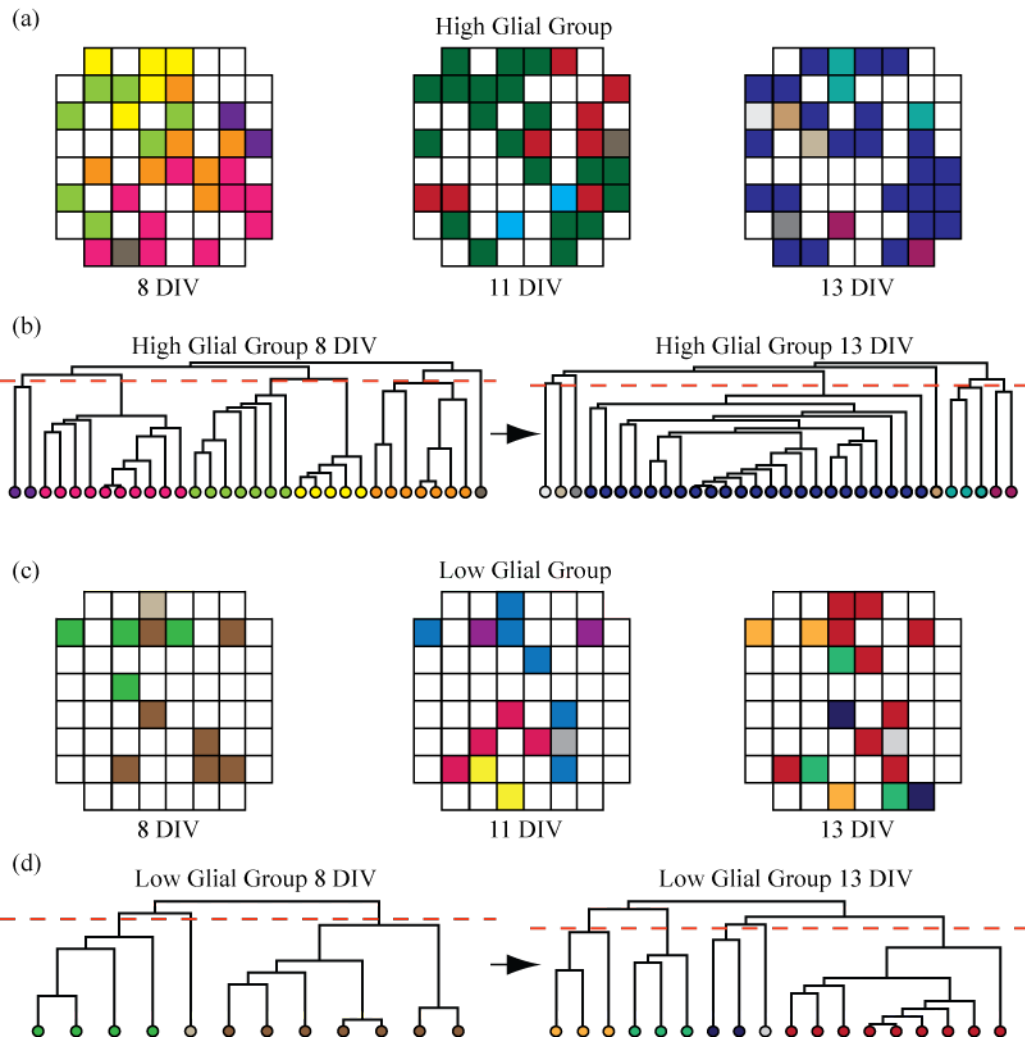 (a)
High Glial Group
8 DIV
11 DIV
13 DIV
(b)
High Glial Group 8 DIV
High Glial Group 13 DIV
(c)
Low Glial Group
8 DIV
11 DIV
13 DIV
(d)
Low Glial Group 8 DIV
Low Glial Group 13 DIV